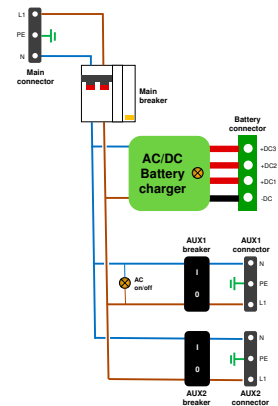 L1
PE
N
Main
connector
Main
breaker
Battery
connector
AC/DC
Battery
charger
+DC3
+DC2
+DC1
-DC
AUX1
breaker
AUX1
connector
I
0
N
PE
L1
AC
on/off
I
0
N
PE
L1
AUX2
breaker
AUX2
connector